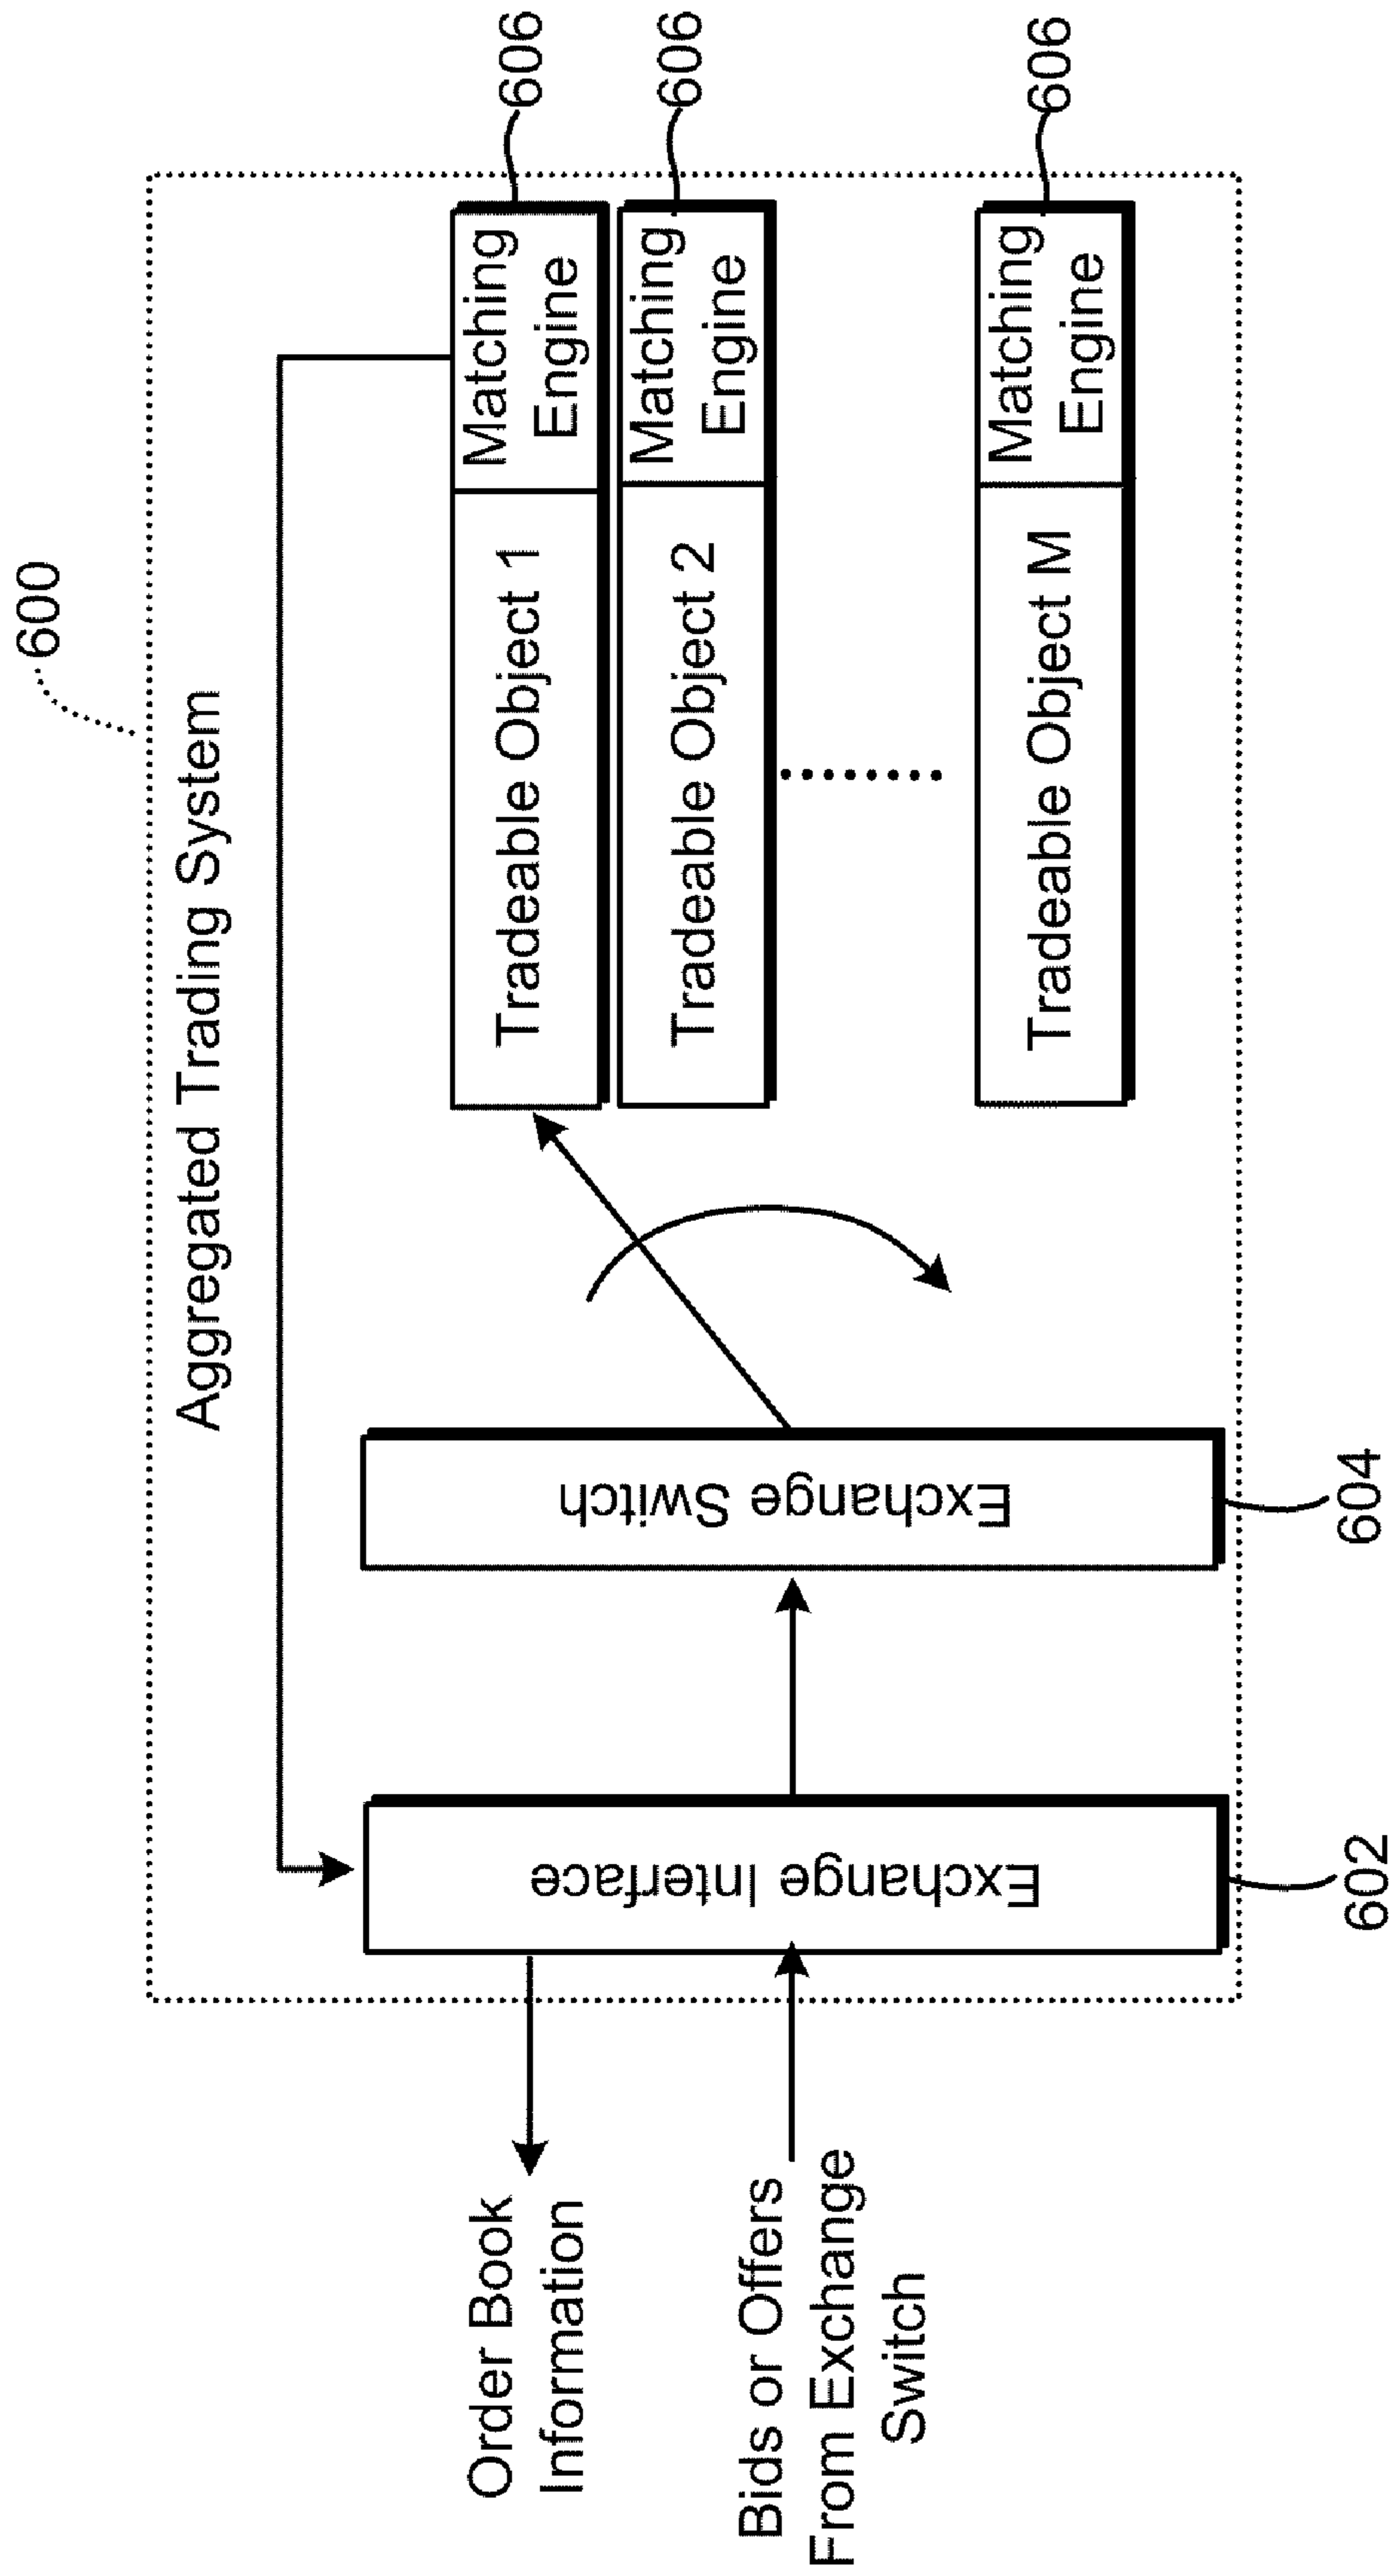 600
Aggregated Trading System
Order Book
Information
Bids or Offers
From Exchange
Switch
Exchange Interface
602
Exchange Switch
604
Tradeable Object 1
Matching
Engine
606
Tradeable Object 2
Matching
Engine
606
Tradeable Object M
Matching
Engine
606